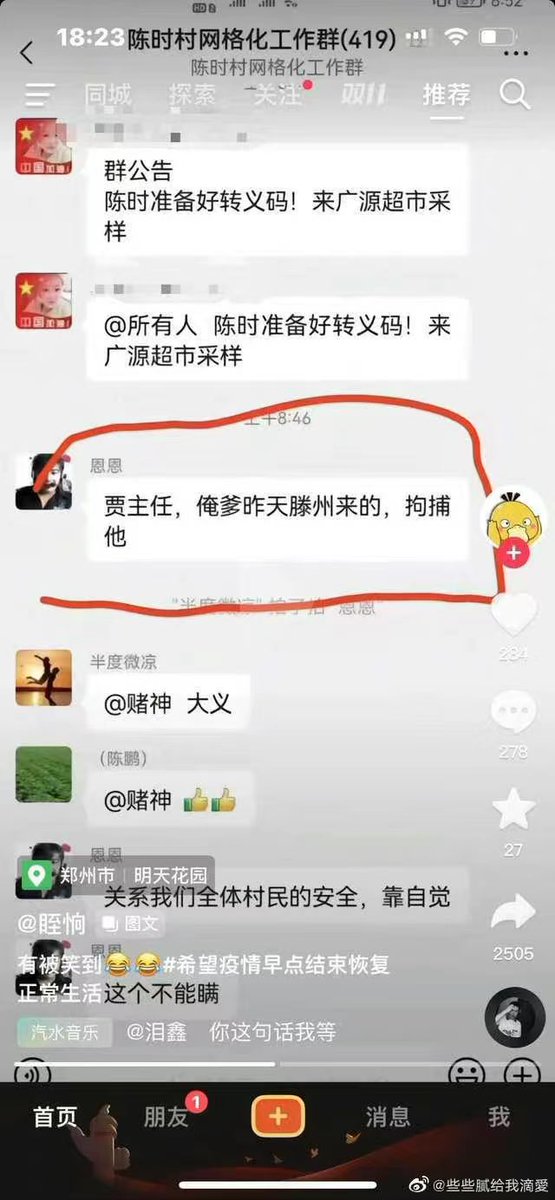 HD 2
6:52
18:23
陈时村网格化工作群(419)
陈时村网格化工作群
同城
探索
关注
双11
推荐
群公告
陈时准备好转义码！来广源超市采
样
@所有人 陈时准备好转义码！来
广源超市采样
上午8:46
恩恩
贾主任，俺爹昨天滕州来的，拘捕
他
"半度微凉" 拍了拍 "恩恩"
284
半度微凉
@赌神 大义
278
（陈鹏）
@赌神 👍👍
27
恩恩
郑州市 | 明天花园
关系我们全体村民的安全，靠自觉
@眰恦 图文
2505
恩恩
有被笑到😂😂#希望疫情早点结束恢复
正常生活
这个不能瞒
汽水音乐
@泪鑫 你这句话我等
首页
朋友
1
消息
我
@些些腻给我滴愛